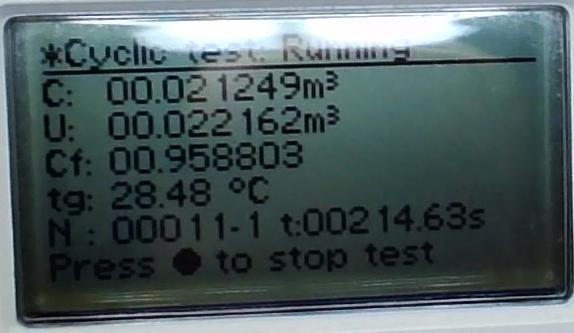 *Cyclic test: Running
C: 00.021249m³
U: 00.022162m³
Cf: 00.958803
tg: 28.48 °C
N : 00011-1 t:00214.63s
Press ● to stop test